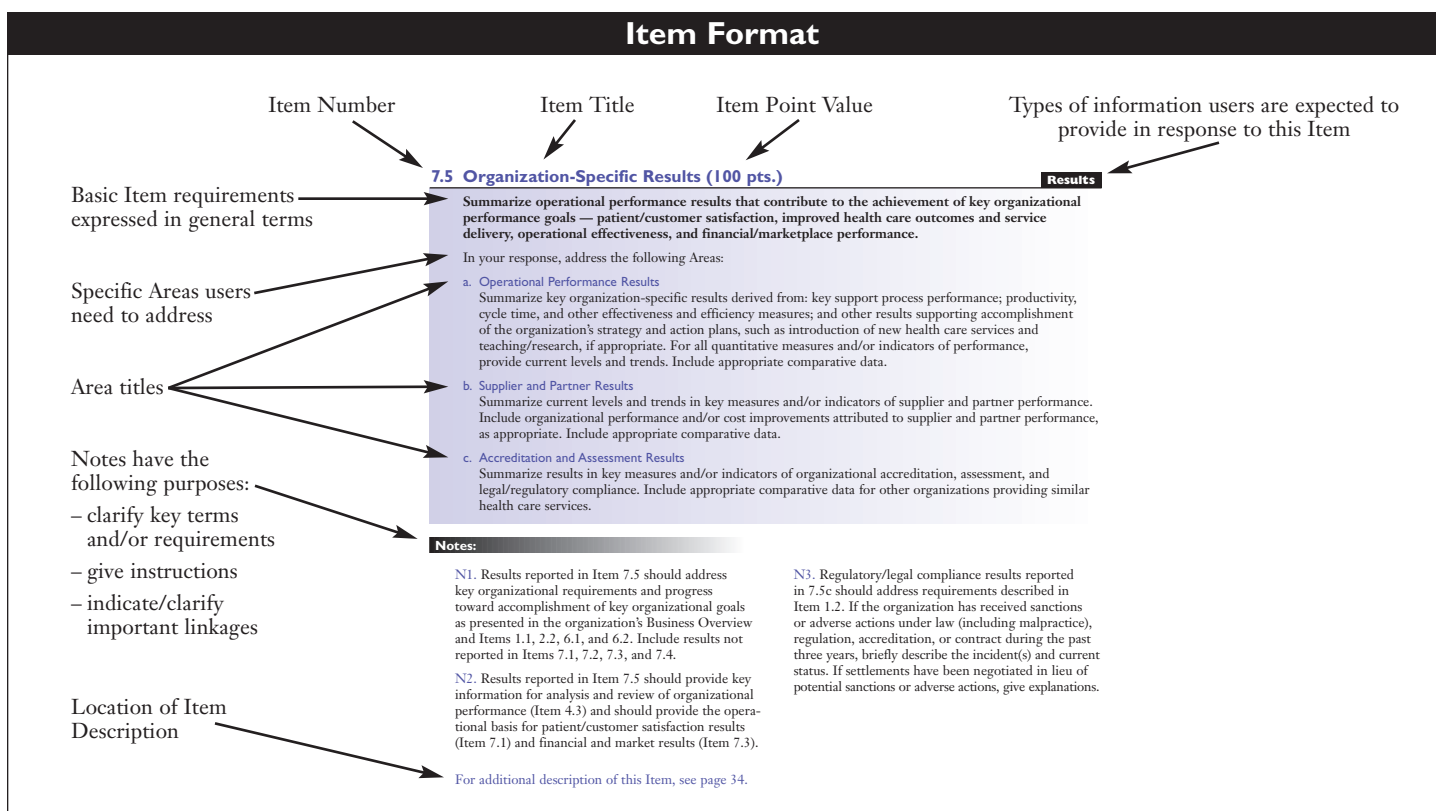 Item Format
Item Number
Item Title
Item Point Value
Types of information users are expected to
provide in response to this Item
Basic Item requirements
expressed in general terms
Specific Areas users
need to address
Area titles
Notes have the
following purposes:
– clarify key terms
and/or requirements
– give instructions
– indicate/clarify
important linkages
Location of Item
Description
7.5 Organization-Specific Results (100 pts.)
Results
Summarize operational performance results that contribute to the achievement of key organizational
performance goals — patient/customer satisfaction, improved health care outcomes and service
delivery, operational effectiveness, and financial/marketplace performance.
In your response, address the following Areas:
a. Operational Performance Results
Summarize key organization-specific results derived from: key support process performance; productivity,
cycle time, and other effectiveness and efficiency measures; and other results supporting accomplishment
of the organization's strategy and action plans, such as introduction of new health care services and
teaching/research, if appropriate. For all quantitative measures and/or indicators of performance,
provide current levels and trends. Include appropriate comparative data.
b. Supplier and Partner Results
Summarize current levels and trends in key measures and/or indicators of supplier and partner performance.
Include organizational performance and/or cost improvements attributed to supplier and partner performance,
as appropriate. Include appropriate comparative data.
c. Accreditation and Assessment Results
Summarize results in key measures and/or indicators of organizational accreditation, assessment, and
legal/regulatory compliance. Include appropriate comparative data for other organizations providing similar
health care services.
Notes:
N1. Results reported in Item 7.5 should address
key organizational requirements and progress
toward accomplishment of key organizational goals
as presented in the organization's Business Overview
and Items 1.1, 2.2, 6.1, and 6.2. Include results not
reported in Items 7.1, 7.2, 7.3, and 7.4.
N2. Results reported in Item 7.5 should provide key
information for analysis and review of organizational
performance (Item 4.3) and should provide the opera-
tional basis for patient/customer satisfaction results
(Item 7.1) and financial and market results (Item 7.3).
N3. Regulatory/legal compliance results reported
in 7.5c should address requirements described in
Item 1.2. If the organization has received sanctions
or adverse actions under law (including malpractice),
regulation, accreditation, or contract during the past
three years, briefly describe the incident(s) and current
status. If settlements have been negotiated in lieu of
potential sanctions or adverse actions, give explanations.
For additional description of this Item, see page 34.